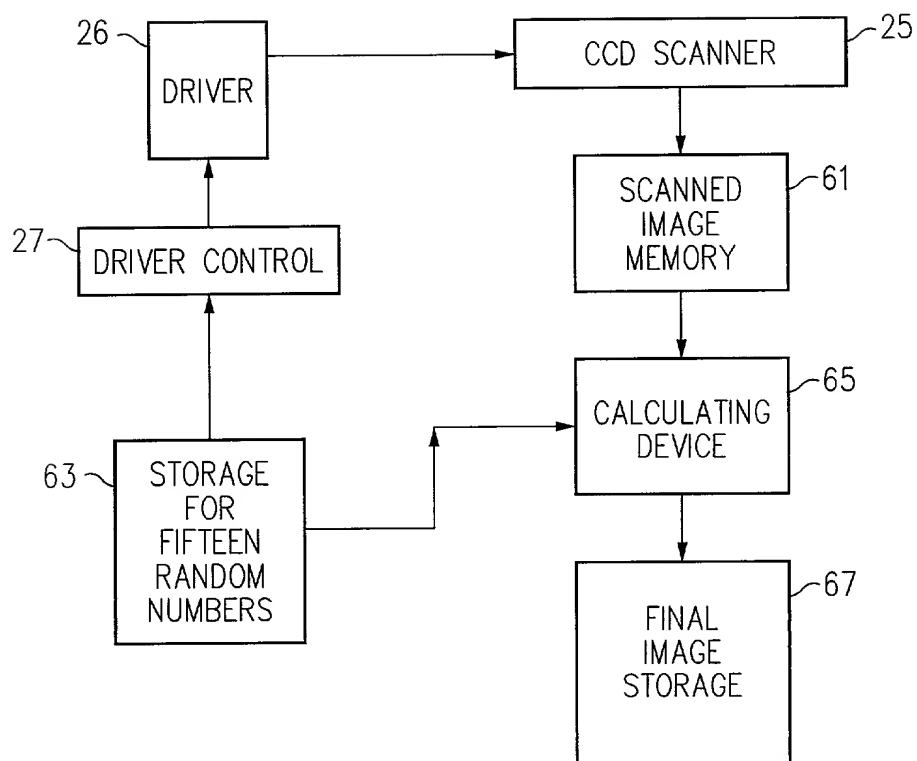 26
DRIVER
CCD SCANNER
25
SCANNED
IMAGE
MEMORY
61
27
DRIVER CONTROL
CALCULATING
DEVICE
65
63
STORAGE
FOR
FIFTEEN
RANDOM
NUMBERS
FINAL
IMAGE
STORAGE
67